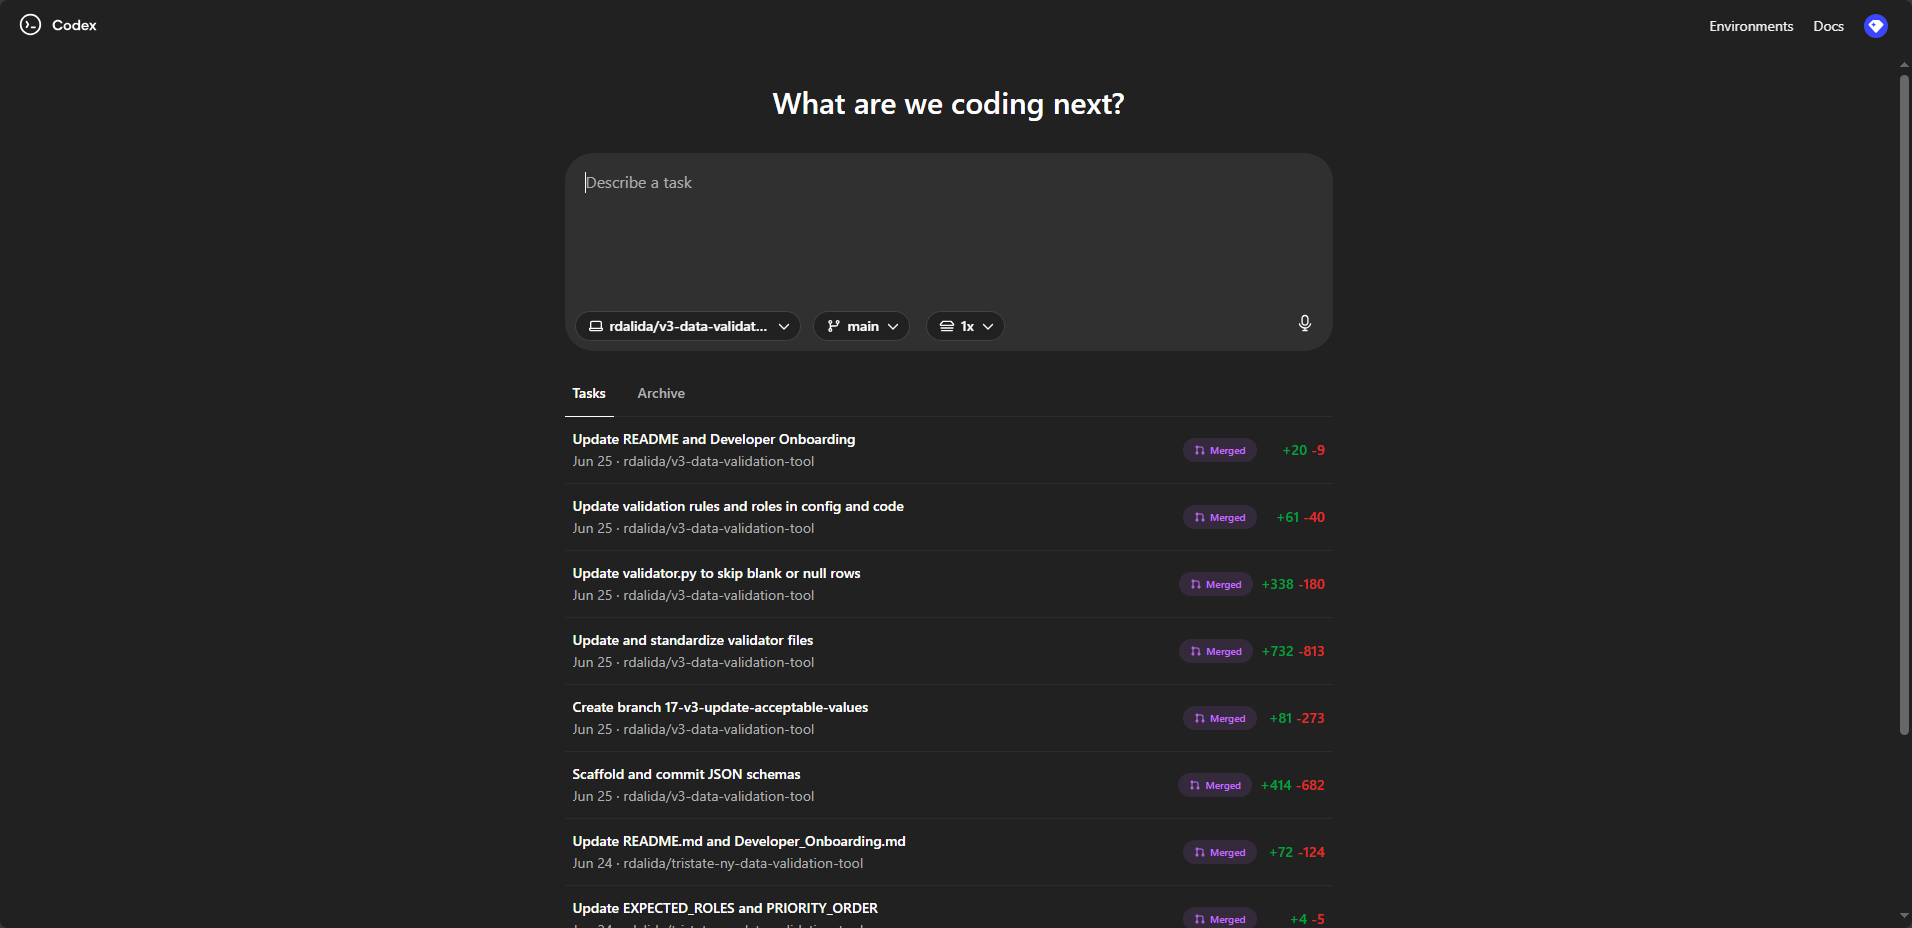 Codex
Environments
Docs
What are we coding next?
Describe a task
rdalida/v3-data-validat...
main
1x
Tasks
Archive
Update README and Developer Onboarding
Jun 25 · rdalida/v3-data-validation-tool
Merged
+20 -9
Update validation rules and roles in config and code
Jun 25 · rdalida/v3-data-validation-tool
Merged
+61 -40
Update validator.py to skip blank or null rows
Jun 25 · rdalida/v3-data-validation-tool
Merged
+338 -180
Update and standardize validator files
Jun 25 · rdalida/v3-data-validation-tool
Merged
+732 -813
Create branch 17-v3-update-acceptable-values
Jun 25 · rdalida/v3-data-validation-tool
Merged
+81 -273
Scaffold and commit JSON schemas
Jun 25 · rdalida/v3-data-validation-tool
Merged
+414 -682
Update README.md and Developer_Onboarding.md
Jun 24 · rdalida/tristate-ny-data-validation-tool
Merged
+72 -124
Update EXPECTED_ROLES and PRIORITY_ORDER
Merged
+4 -5